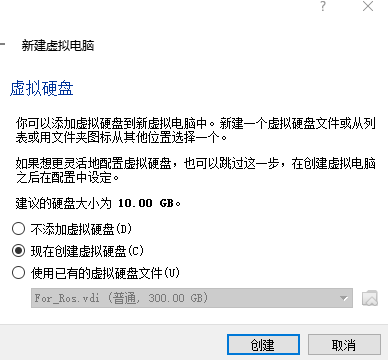 ?
新建虚拟电脑
虚拟硬盘
你可以添加虚拟硬盘到新虚拟电脑中。新建一个虚拟硬盘文件或从列
表或用文件夹图标从其他位置选择一个。
如果想更灵活地配置虚拟硬盘，也可以跳过这一步，在创建虚拟电脑
之后在配置中设定。
建议的硬盘大小为 10.00 GB。
不添加虚拟硬盘(D)
现在创建虚拟硬盘(C)
使用已有的虚拟硬盘文件(U)
For_Ros.vdi (普通, 300.00 GB)
创建 取消